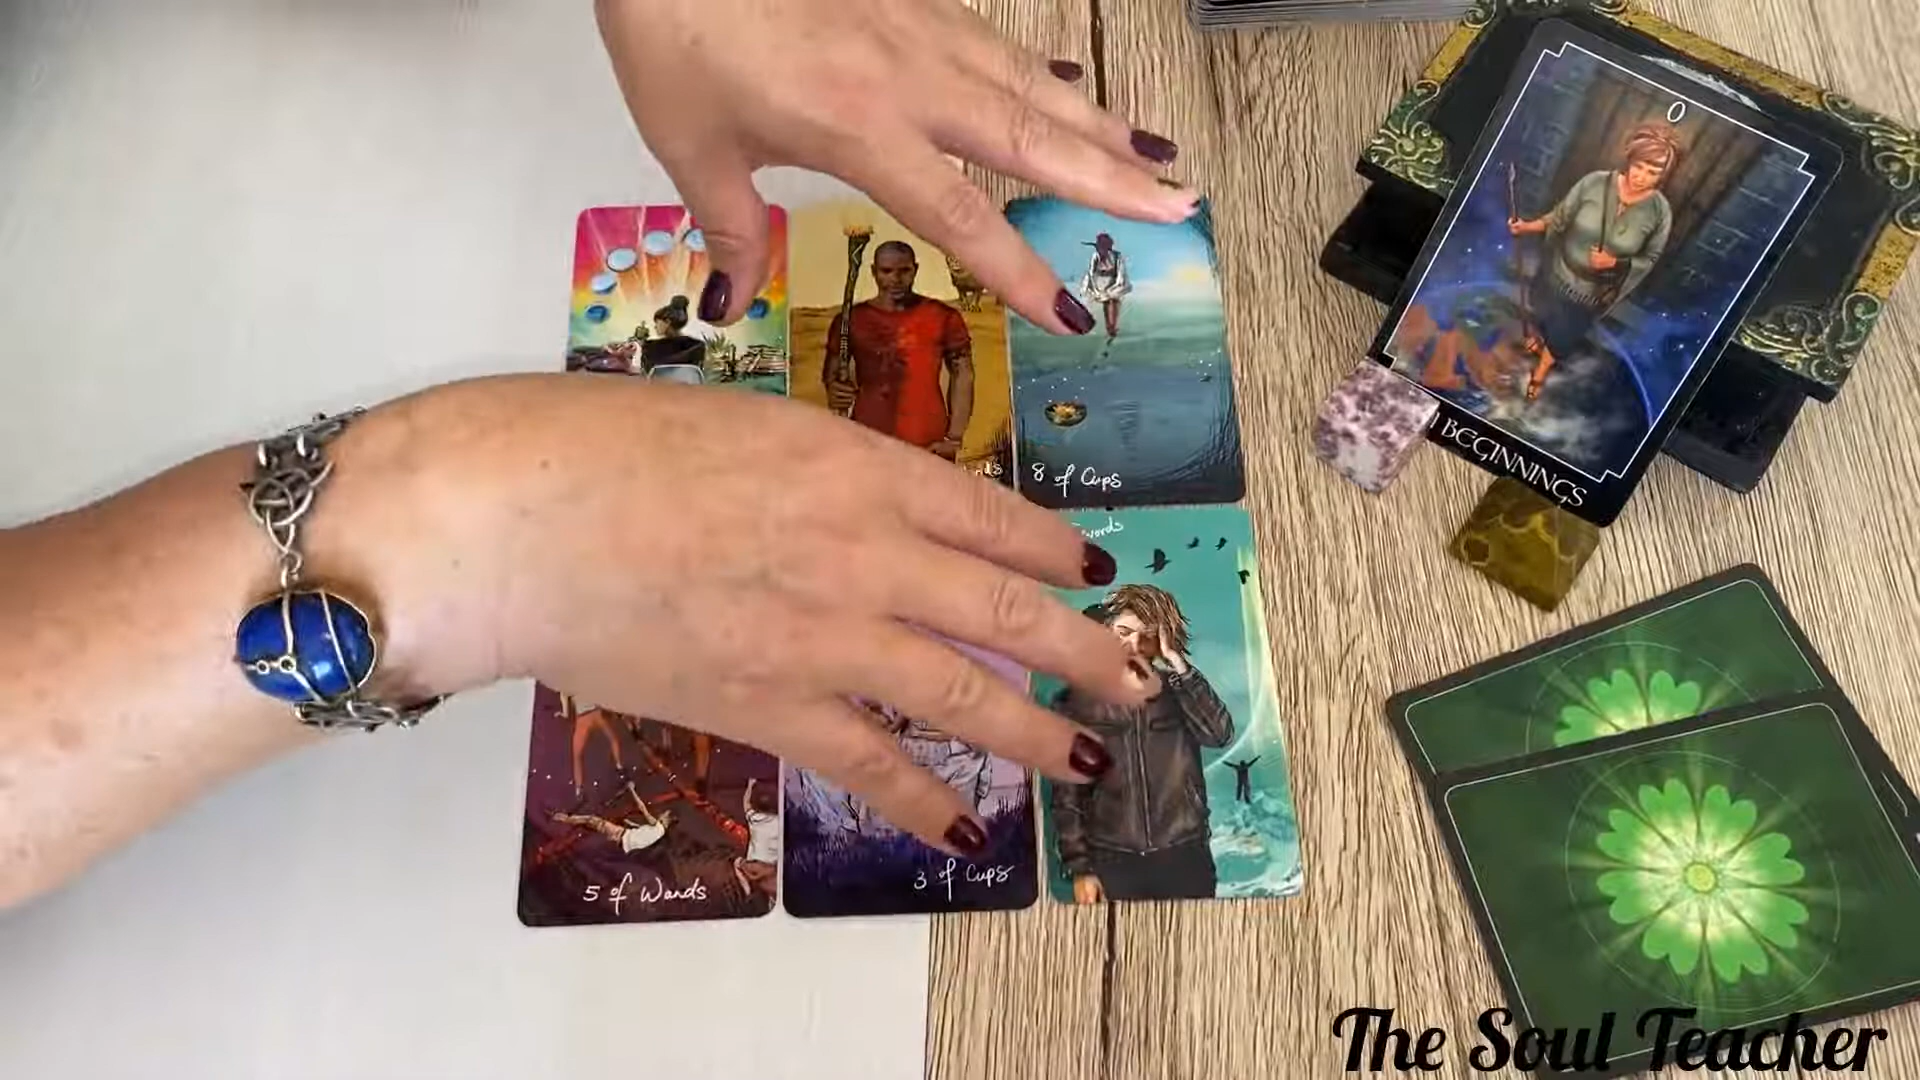 0
BEGINNINGS
8 of Cups
5 of Wands
3 of Cups
The Soul Teacher